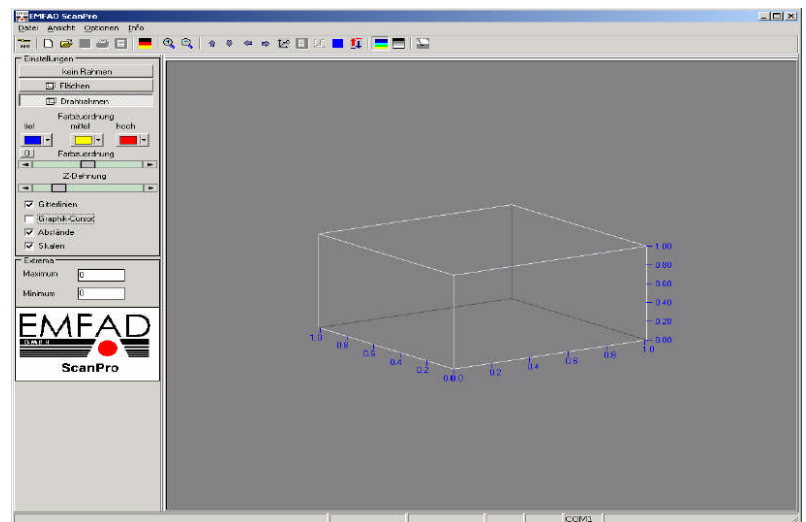 EMFAD ScanPro
Datei Ansicht Optionen Info
Einstellungen
kein Rahmen
Flächen
Drahtrahmen
Farbzuordnung
tief mittel hoch
Farbzuordnung
Z-Dehnung
Gitterlinien
Graphik-Cursor
Abstände
Skalen
Extrema
Maximum 0
Minimum 0
EMFAD
GMBH
ScanPro
1.00
0.80
0.60
0.40
0.20
0.00
1.0 0.8 0.6 0.4 0.2 0.0
0.0 0.2 0.4 0.6 0.8 1.0
COM1